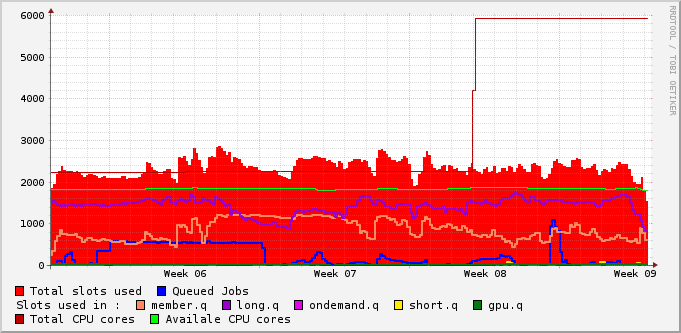 6000
5000
4000
3000
2000
1000
0
Week 06 Week 07 Week 08 Week 09
RRDTOOL / TOBI OETIKER
Total slots used Queued Jobs
Slots used in : member.q long.q ondemand.q short.q gpu.q
Total CPU cores Availale CPU cores